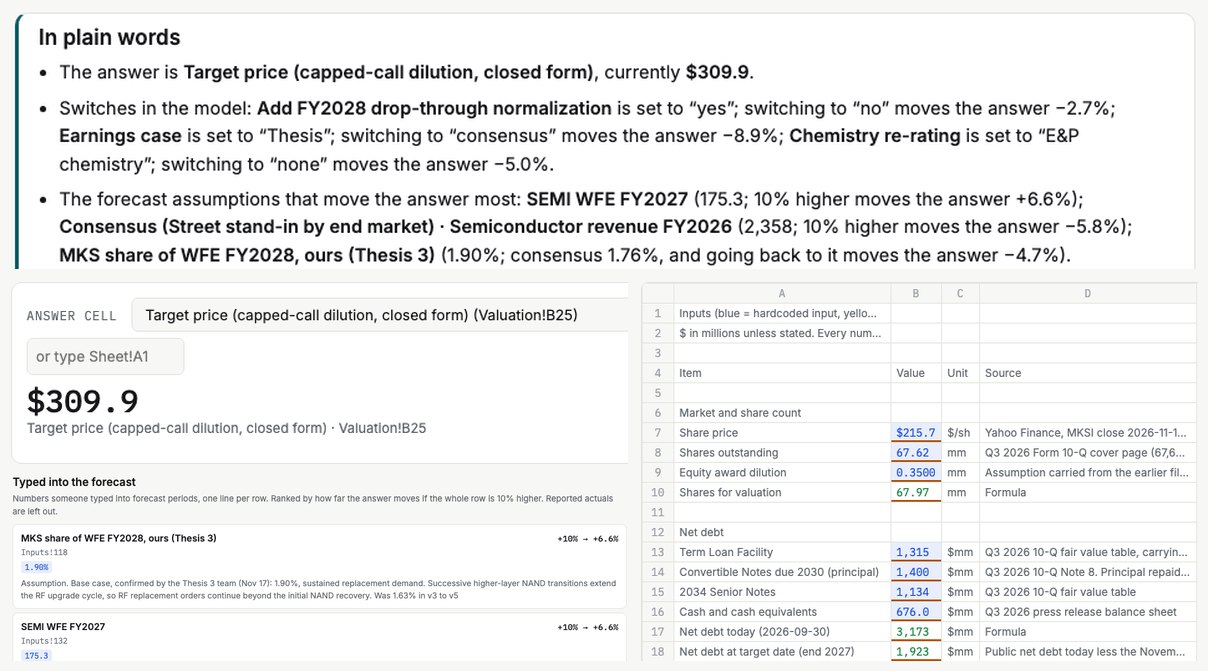 In plain words
• The answer is Target price (capped-call dilution, closed form), currently $309.9.
• Switches in the model: Add FY2028 drop-through normalization is set to “yes”; switching to “no” moves the answer −2.7%;
Earnings case is set to “Thesis”; switching to “consensus” moves the answer −8.9%; Chemistry re-rating is set to “E&P
chemistry”; switching to “none” moves the answer −5.0%.
• The forecast assumptions that move the answer most: SEMI WFE FY2027 (175.3; 10% higher moves the answer +6.6%);
Consensus (Street stand-in by end market) · Semiconductor revenue FY2026 (2,358; 10% higher moves the answer −5.8%);
MKS share of WFE FY2028, ours (Thesis 3) (1.90%; consensus 1.76%, and going back to it moves the answer −4.7%).
ANSWER CELL Target price (capped-call dilution, closed form) (Valuation!B25)
or type Sheet!A1
$309.9
Target price (capped-call dilution, closed form) · Valuation!B25
Typed into the forecast
Numbers someone typed into forecast periods, one line per row. Ranked by how far the answer moves if the whole row is 10% higher. Reported actuals
are left out.
MKS share of WFE FY2028, ours (Thesis 3) +10% → +6.6%
Inputs!118
1.90%
Assumption. Base case, confirmed by the Thesis 3 team (Nov 17): 1.90%, sustained replacement demand. Successive higher-layer NAND transitions extend
the RF upgrade cycle, so RF replacement orders continue beyond the initial NAND recovery. Was 1.63% in v3 to v5
SEMI WFE FY2027 +10% → +6.6%
Inputs!132
175.3
A B C D
1 Inputs (blue = hardcoded input, yello...
2 $ in millions unless stated. Every num...
3
4 Item Value Unit Source
5
6 Market and share count
7 Share price $215.7 $/sh Yahoo Finance, MKSI close 2026-11-1...
8 Shares outstanding 67.62 mm Q3 2026 Form 10-Q cover page (67,6...
9 Equity award dilution 0.3500 mm Assumption carried from the earlier fil...
10 Shares for valuation 67.97 mm Formula
11
12 Net debt
13 Term Loan Facility 1,315 $mm Q3 2026 10-Q fair value table, carryin...
14 Convertible Notes due 2030 (principal) 1,400 $mm Q3 2026 10-Q Note 8. Principal repaid...
15 2034 Senior Notes 1,134 $mm Q3 2026 10-Q fair value table
16 Cash and cash equivalents 676.0 $mm Q3 2026 press release balance sheet
17 Net debt today (2026-09-30) 3,173 $mm Formula
18 Net debt at target date (end 2027) 1,923 $mm Public net debt today less the Novem...